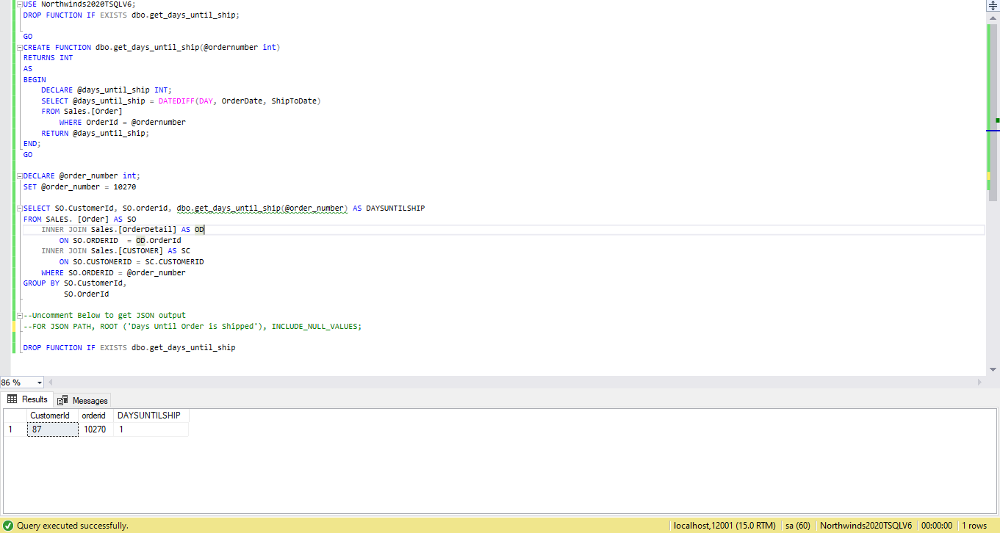 USE Northwinds2020TSQLV6;
DROP FUNCTION IF EXISTS dbo.get_days_until_ship;
GO
CREATE FUNCTION dbo.get_days_until_ship(@ordernumber int)
RETURNS INT
AS
BEGIN
DECLARE @days_until_ship INT;
SELECT @days_until_ship = DATEDIFF(DAY, OrderDate, ShipToDate)
FROM Sales.[Order]
WHERE OrderId = @ordernumber
RETURN @days_until_ship;
END;
GO
DECLARE @order_number int;
SET @order_number = 10270
SELECT SO.CustomerId, SO.orderid, dbo.get_days_until_ship(@order_number) AS DAYSUNTILSHIP
FROM SALES. [Order] AS SO
INNER JOIN Sales.[OrderDetail] AS OD
ON SO.ORDERID  = OD.OrderId
INNER JOIN Sales.[CUSTOMER] AS SC
ON SO.CUSTOMERID = SC.CUSTOMERID
WHERE SO.ORDERID = @order_number
GROUP BY SO.CustomerId,
SO.OrderId
--Uncomment Below to get JSON output
--FOR JSON PATH, ROOT ('Days Until Order is Shipped'), INCLUDE_NULL_VALUES;
DROP FUNCTION IF EXISTS dbo.get_days_until_ship
86 %
Results Messages
CustomerId orderid DAYSUNTILSHIP
1 87 10270 1
Query executed successfully. localhost,12001 (15.0 RTM) sa (60) Northwinds2020TSQLV6 00:00:00 1 rows